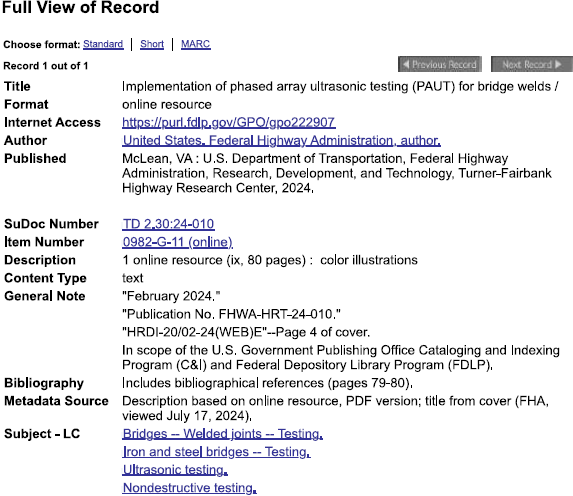 Full View of Record
Choose format: Standard | Short | MARC
Record 1 out of 1
Previous Record Next Record
Title Implementation of phased array ultrasonic testing (PAUT) for bridge welds /
Format online resource
Internet Access https://purl.fdlp.gov/GPO/gpo222907
Author United States. Federal Highway Administration, author.
Published McLean, VA : U.S. Department of Transportation, Federal Highway
Administration, Research, Development, and Technology, Turner-Fairbank
Highway Research Center, 2024.
SuDoc Number TD 2.30:24-010
Item Number 0982-G-11 (online)
Description 1 online resource (ix, 80 pages) : color illustrations
Content Type text
General Note "February 2024."
"Publication No. FHWA-HRT-24-010."
"HRDI-20/02-24(WEB)E"--Page 4 of cover.
In scope of the U.S. Government Publishing Office Cataloging and Indexing
Program (C&I) and Federal Depository Library Program (FDLP).
Bibliography Includes bibliographical references (pages 79-80).
Metadata Source Description based on online resource, PDF version; title from cover (FHA,
viewed July 17, 2024).
Subject - LC Bridges -- Welded joints -- Testing.
Iron and steel bridges -- Testing.
Ultrasonic testing.
Nondestructive testing.